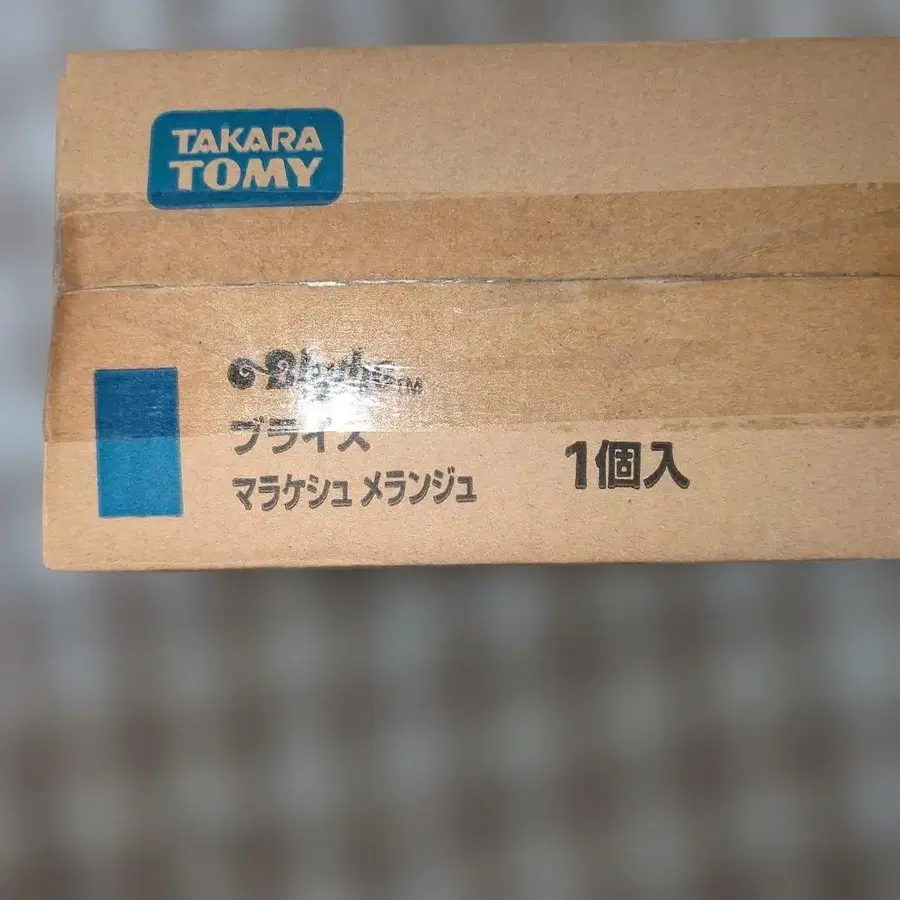 TAKARA
TOMY
Blythe™
ブライス
マラケシュ メランジュ
1個入